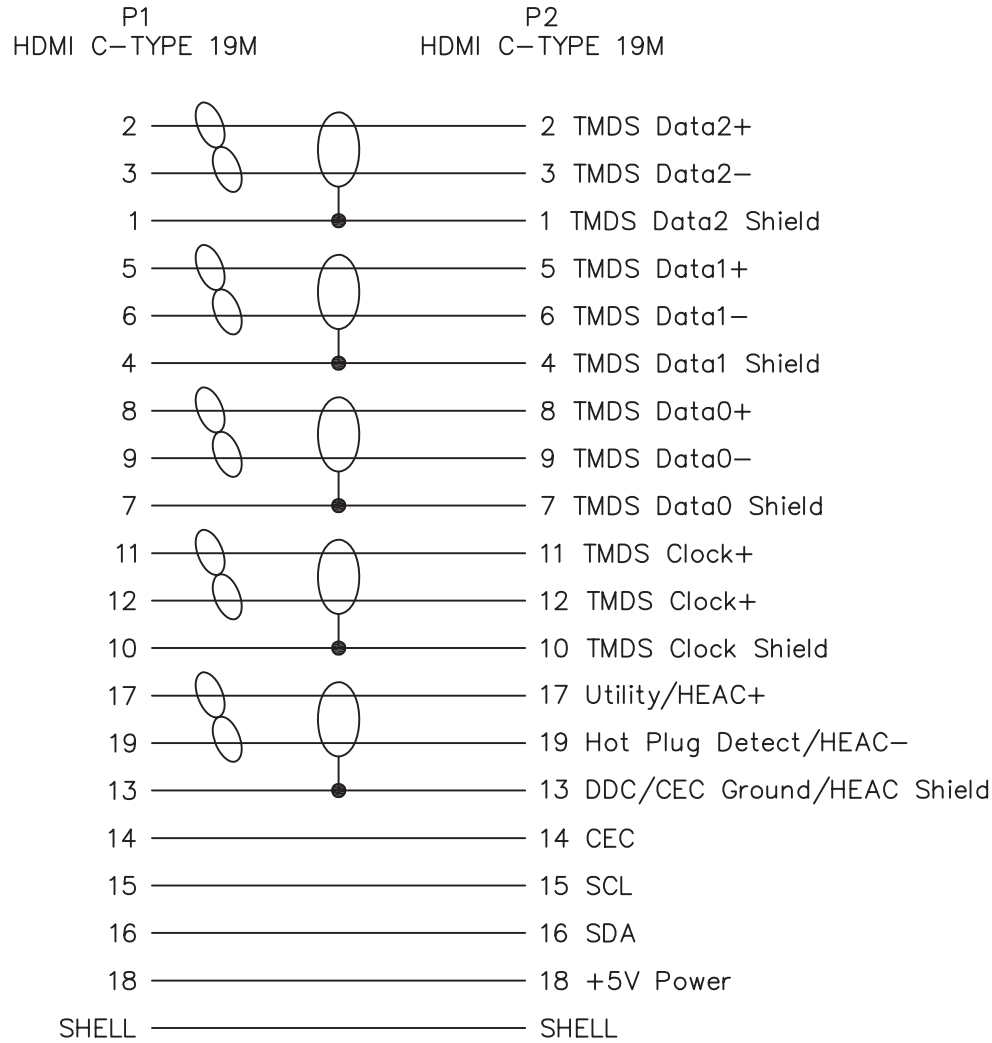 P1 P2
HDMI C-TYPE 19M HDMI C-TYPE 19M
2 2 TMDS Data2+
3 3 TMDS Data2-
1 1 TMDS Data2 Shield
5 5 TMDS Data1+
6 6 TMDS Data1-
4 4 TMDS Data1 Shield
8 8 TMDS Data0+
9 9 TMDS Data0-
7 7 TMDS Data0 Shield
11 11 TMDS Clock+
12 12 TMDS Clock+
10 10 TMDS Clock Shield
17 17 Utility/HEAC+
19 19 Hot Plug Detect/HEAC-
13 13 DDC/CEC Ground/HEAC Shield
14 14 CEC
15 15 SCL
16 16 SDA
18 18 +5V Power
SHELL SHELL